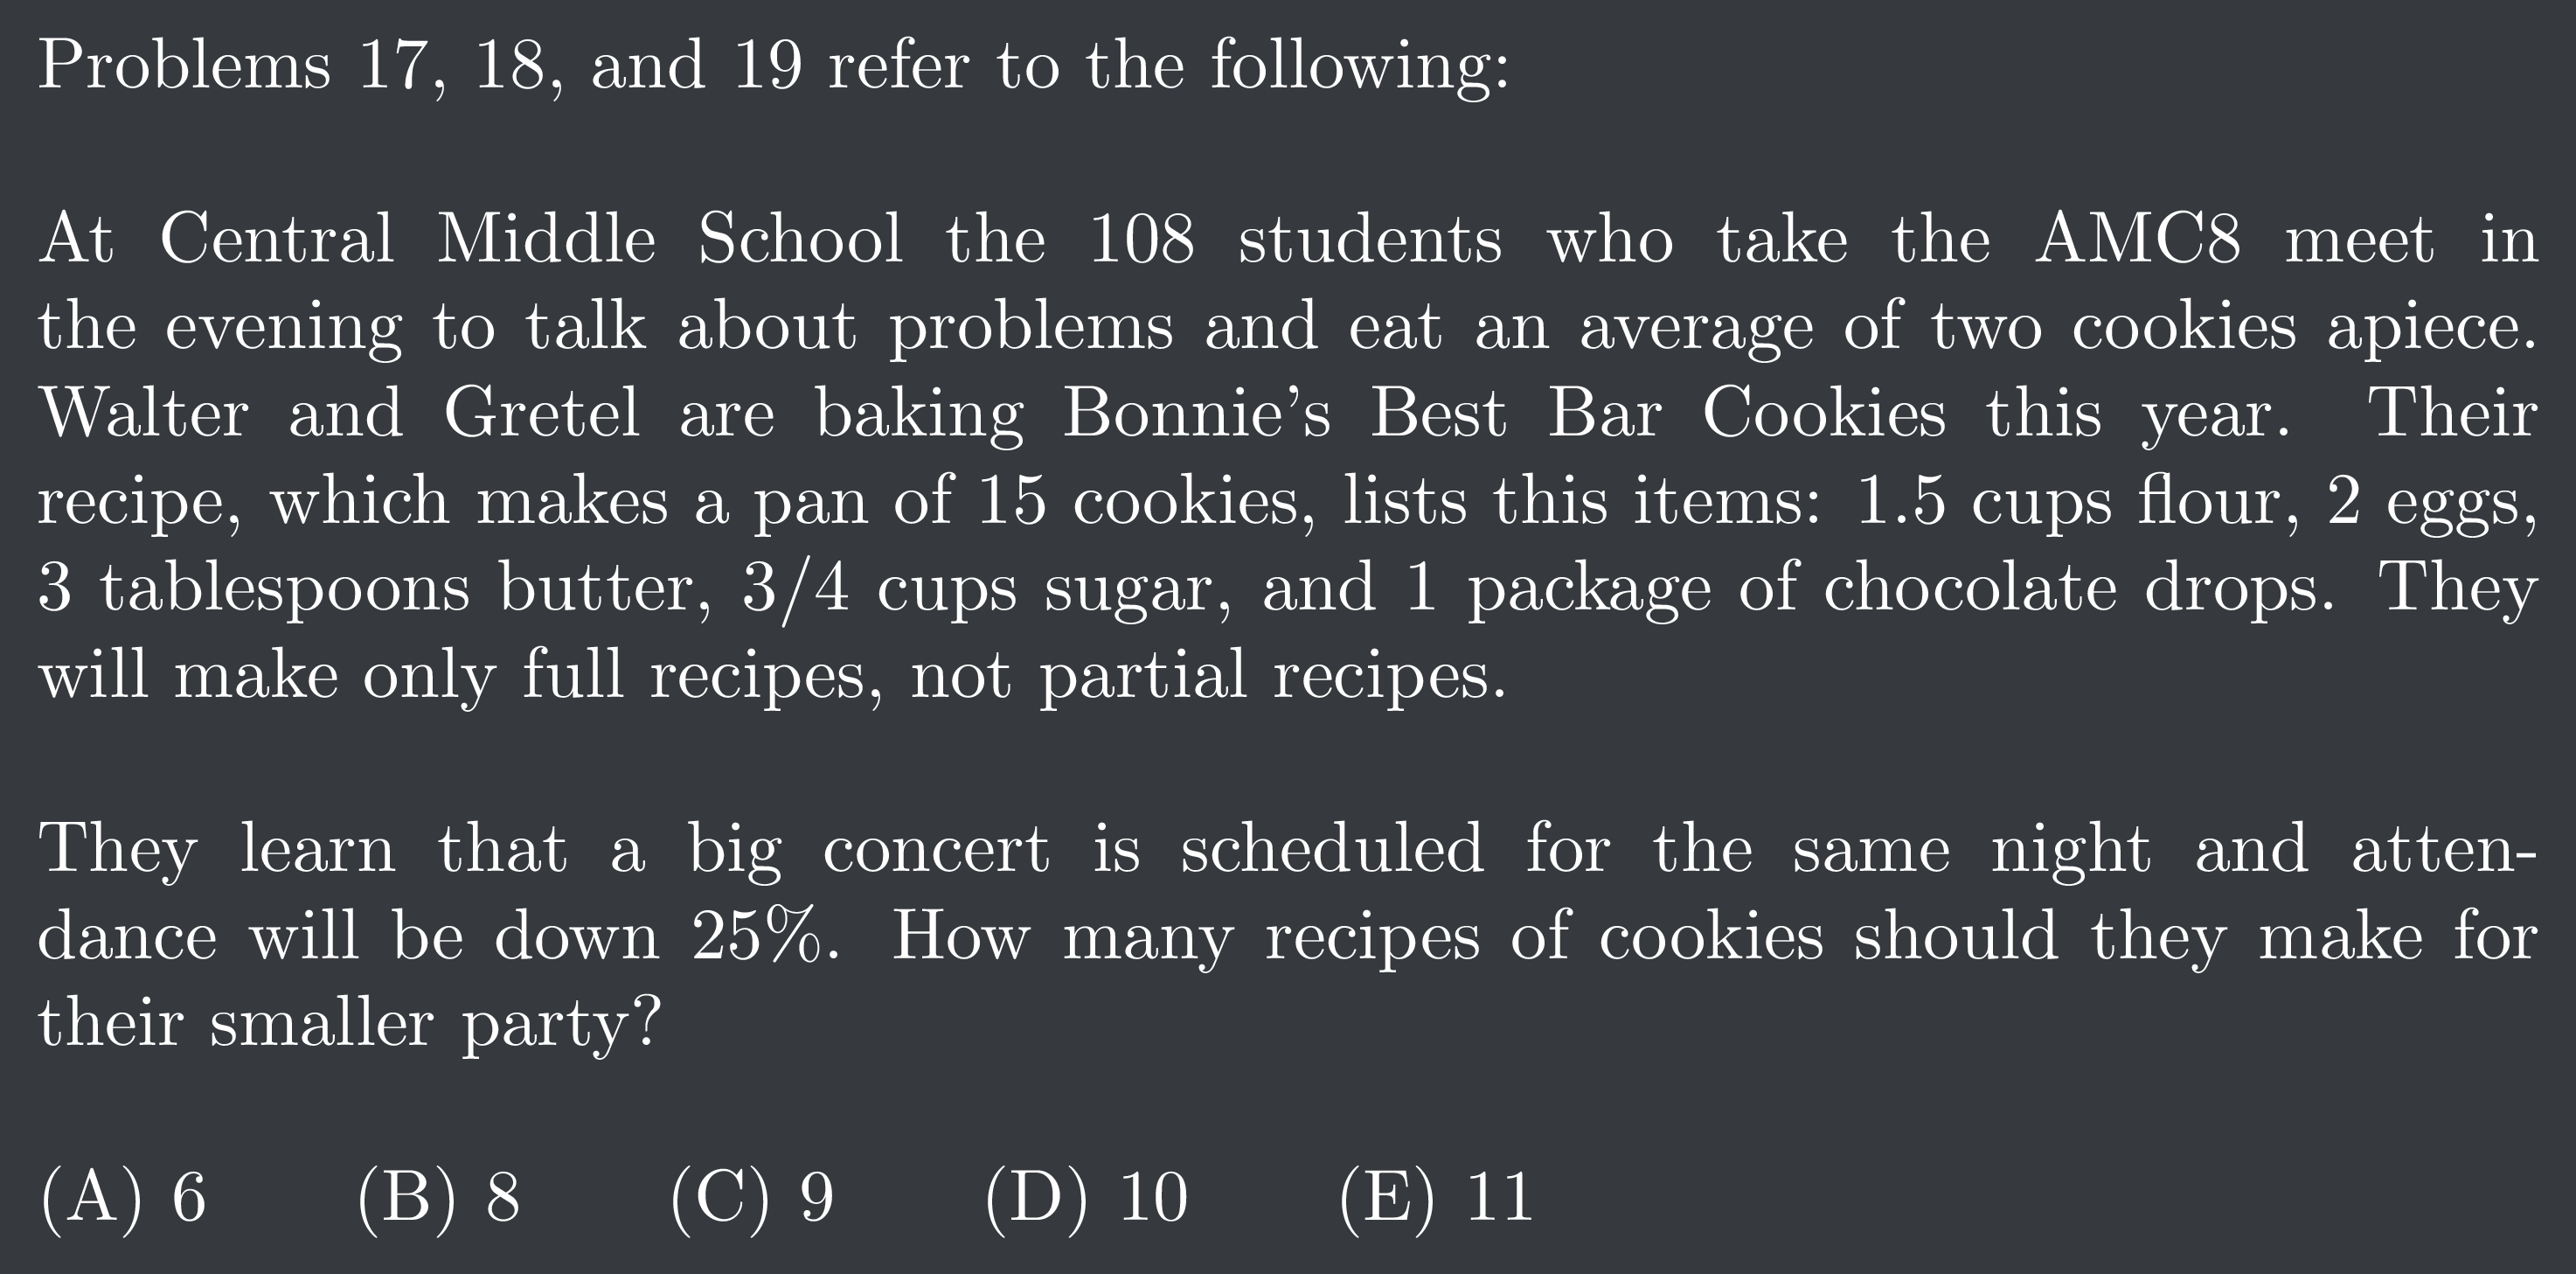 Problems 17, 18, and 19 refer to the following:
At Central Middle School the 108 students who take the AMC8 meet in
the evening to talk about problems and eat an average of two cookies apiece.
Walter and Gretel are baking Bonnie's Best Bar Cookies this year. Their
recipe, which makes a pan of 15 cookies, lists this items: 1.5 cups flour, 2 eggs,
3 tablespoons butter, 3/4 cups sugar, and 1 package of chocolate drops. They
will make only full recipes, not partial recipes.
They learn that a big concert is scheduled for the same night and atten-
dance will be down 25%. How many recipes of cookies should they make for
their smaller party?
(A) 6 (B) 8 (C) 9 (D) 10 (E) 11